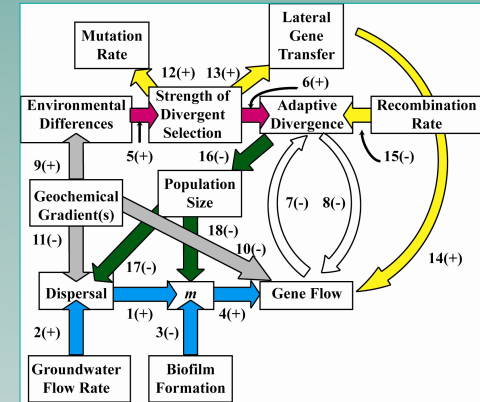 Lateral
Gene
Transfer
Mutation
Rate
12(+)
13(+)
6(+)
Environmental
Differences
Strength of
Divergent
Selection
Adaptive
Divergence
Recombination
Rate
5(+)
15(-)
16(-)
9(+)
Geochemical
Gradient(s)
Population
Size
7(-)
8(-)
11(-)
18(-)
10(-)
14(+)
17(-)
Dispersal
m
Gene Flow
1(+)
4(+)
2(+)
3(-)
Groundwater
Flow Rate
Biofilm
Formation